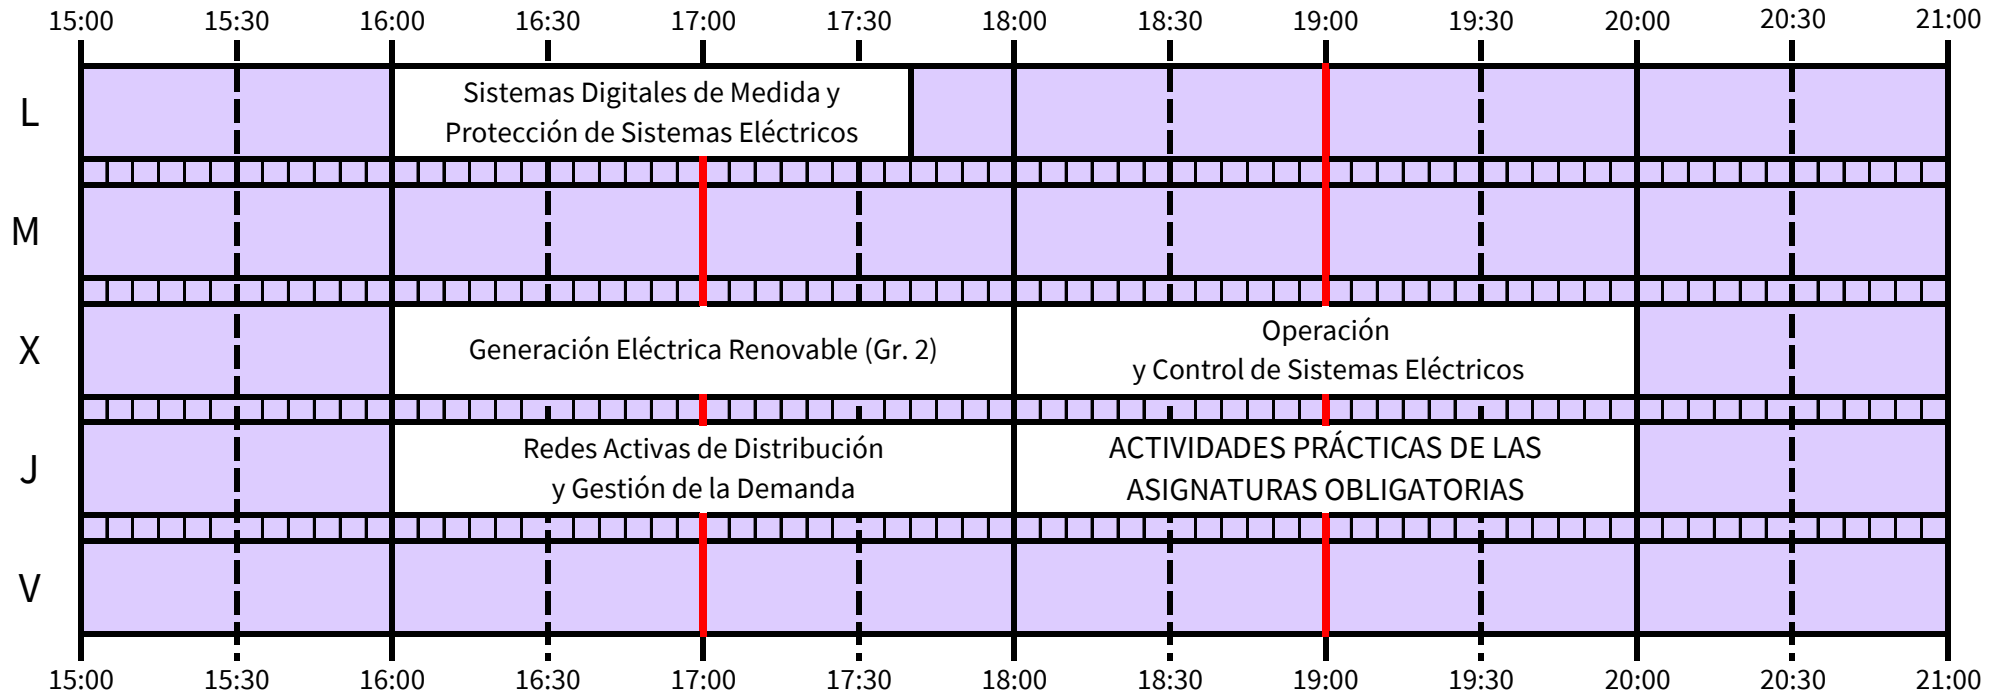 15:00 15:30 16:00 16:30 17:00 17:30 18:00 18:30 19:00 19:30 20:00 20:30 21:00
L
Sistemas Digitales de Medida y
Protección de Sistemas Eléctricos
M
X
Generación Eléctrica Renovable (Gr. 2)
Operación
y Control de Sistemas Eléctricos
J
Redes Activas de Distribución
y Gestión de la Demanda
ACTIVIDADES PRÁCTICAS DE LAS
ASIGNATURAS OBLIGATORIAS
V
15:00 15:30 16:00 16:30 17:00 17:30 18:00 18:30 19:00 19:30 20:00 20:30 21:00